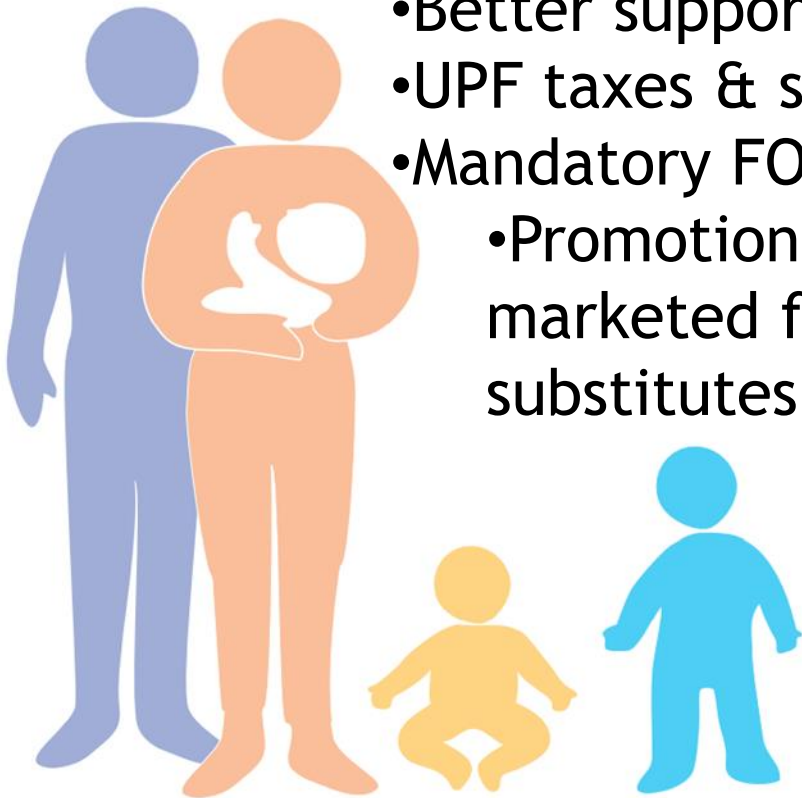 •Better suppor
•UPF taxes & s
•Mandatory FO
•Promotion
marketed f
substitutes